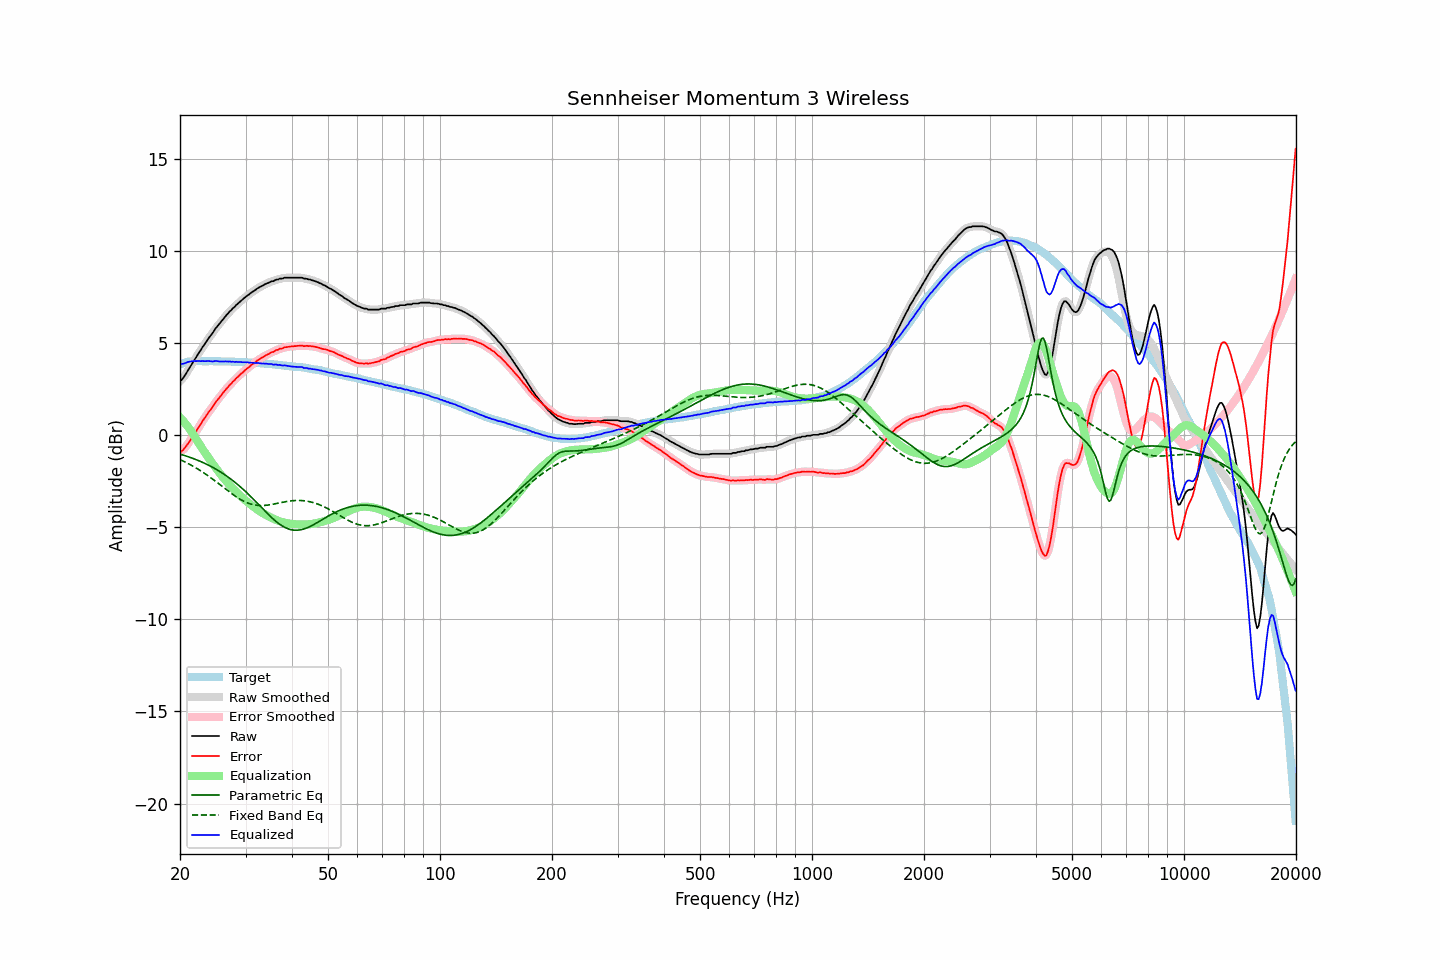 Sennheiser Momentum 3 Wireless
Amplitude (dBr)
15
10
5
0
−5
−10
−15
−20
Target
Raw Smoothed
Error Smoothed
Raw
Error
Equalization
Parametric Eq
Fixed Band Eq
Equalized
20 50 100 200 500 1000 2000 5000 10000 20000
Frequency (Hz)